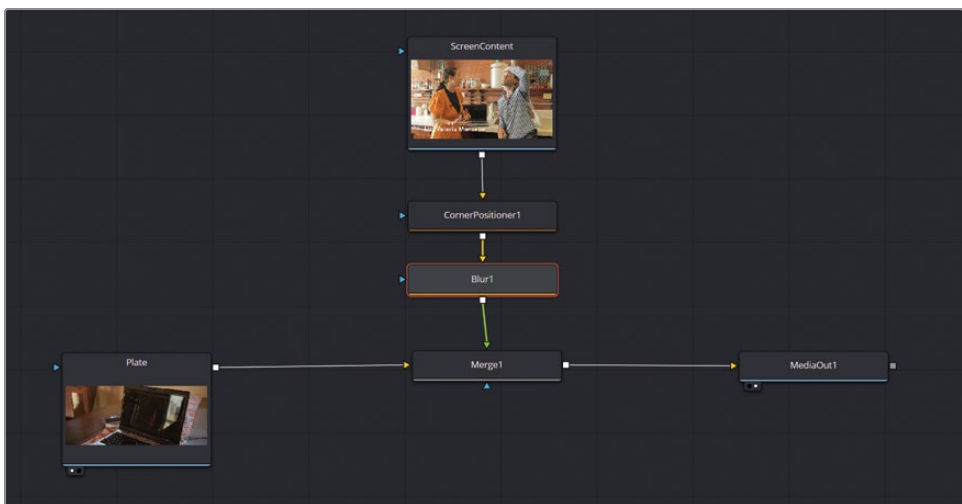 ScreenContent
CornerPositioner1
Blur1
Plate
Merge1
MediaOut1